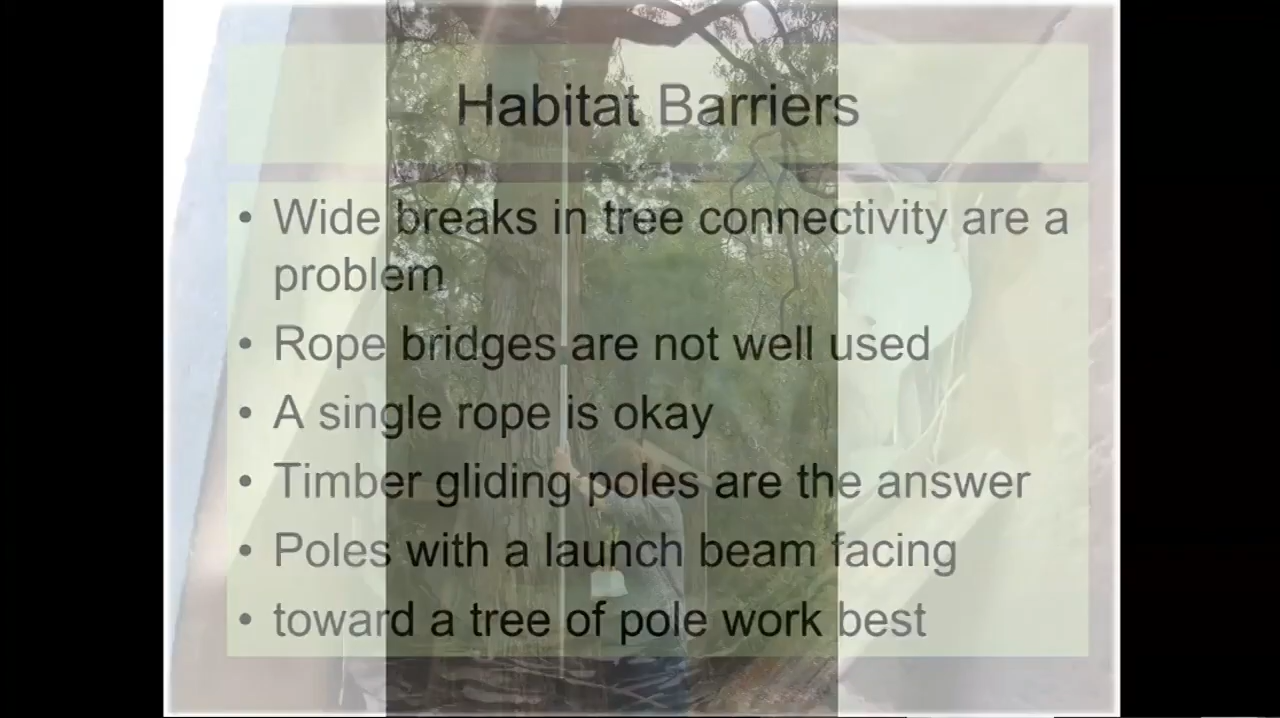 Habitat Barriers
• Wide breaks in tree connectivity are a
problem
• Rope bridges are not well used
• A single rope is okay
• Timber gliding poles are the answer
• Poles with a launch beam facing
• toward a tree of pole work best